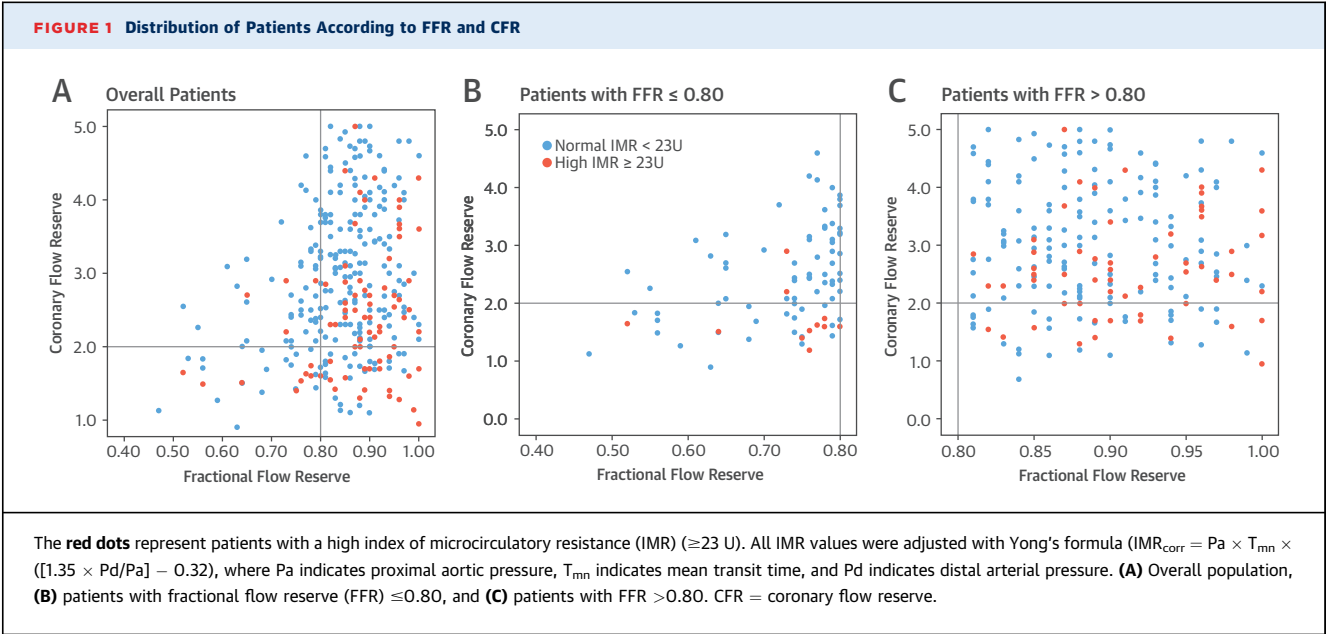 FIGURE 1 Distribution of Patients According to FFR and CFR
A Overall Patients
5.0
4.0
3.0
2.0
1.0
Coronary Flow Reserve
0.40 0.50 0.60 0.70 0.80 0.90 1.00
Fractional Flow Reserve
B Patients with FFR ≤ 0.80
Normal IMR < 23U
High IMR ≥ 23U
5.0
4.0
3.0
2.0
1.0
0.0
Coronary Flow Reserve
0.40 0.50 0.60 0.70 0.80
Fractional Flow Reserve
C Patients with FFR > 0.80
5.0
4.0
3.0
2.0
1.0
0.0
Coronary Flow Reserve
0.80 0.85 0.90 0.95 1.00
Fractional Flow Reserve
The red dots represent patients with a high index of microcirculatory resistance (IMR) (≥23 U). All IMR values were adjusted with Yong's formula (IMRcorr = Pa × Tmn ×
([1.35 × Pd/Pa] − 0.32), where Pa indicates proximal aortic pressure, Tmn indicates mean transit time, and Pd indicates distal arterial pressure. (A) Overall population,
(B) patients with fractional flow reserve (FFR) ≤0.80, and (C) patients with FFR >0.80. CFR = coronary flow reserve.